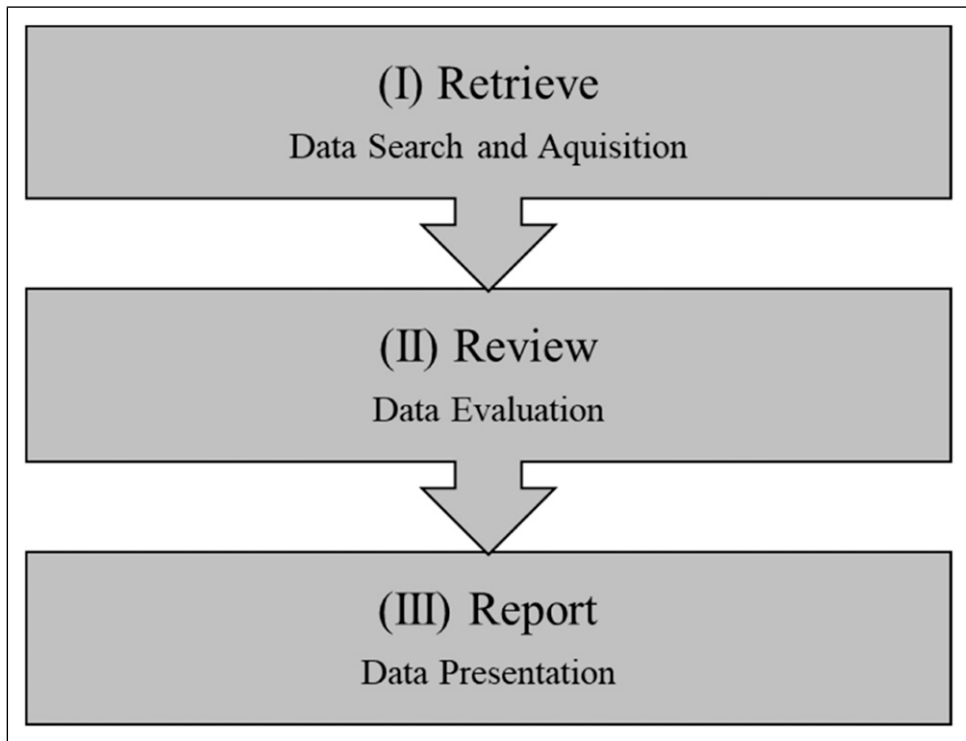 (I) Retrieve
Data Search and Aquisition
(II) Review
Data Evaluation
(III) Report
Data Presentation